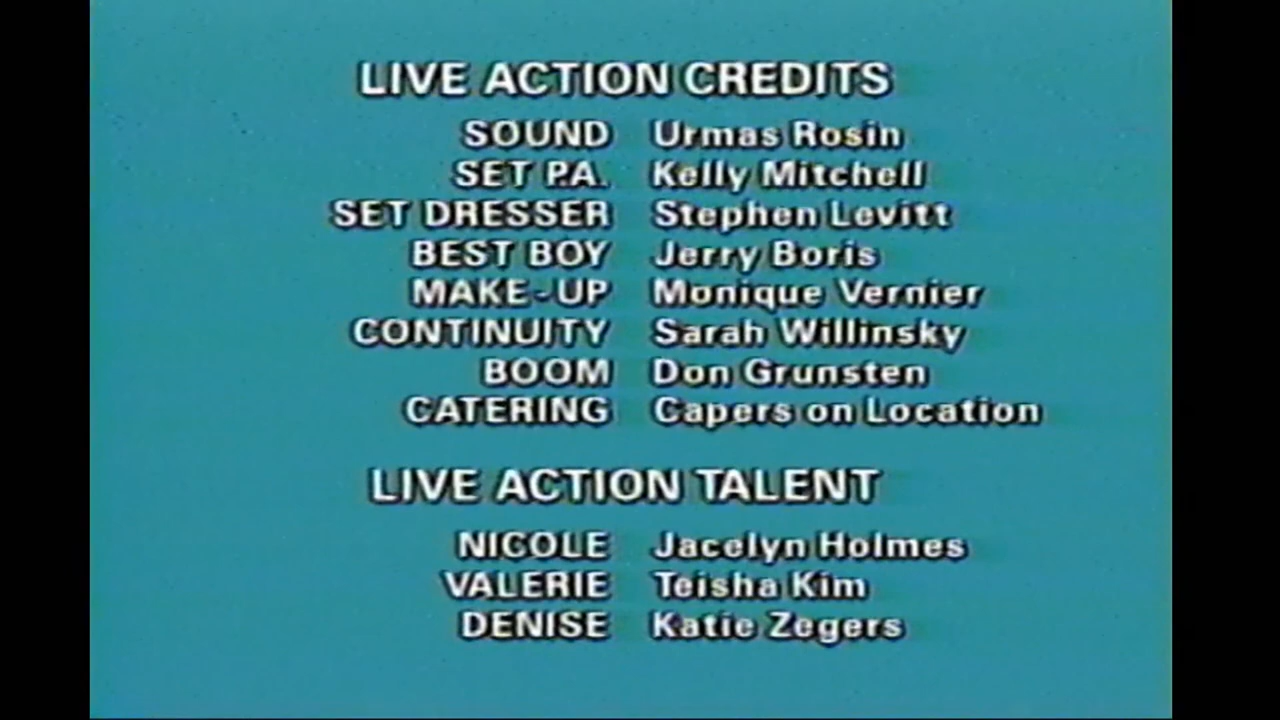 LIVE ACTION CREDITS
SOUND Urmas Rosin
SET P.A. Kelly Mitchell
SET DRESSER Stephen Levitt
BEST BOY Jerry Boris
MAKE-UP Monique Vernier
CONTINUITY Sarah Willinsky
BOOM Don Grunsten
CATERING Capers on Location
LIVE ACTION TALENT
NICOLE Jacelyn Holmes
VALERIE Teisha Kim
DENISE Katie Zegers